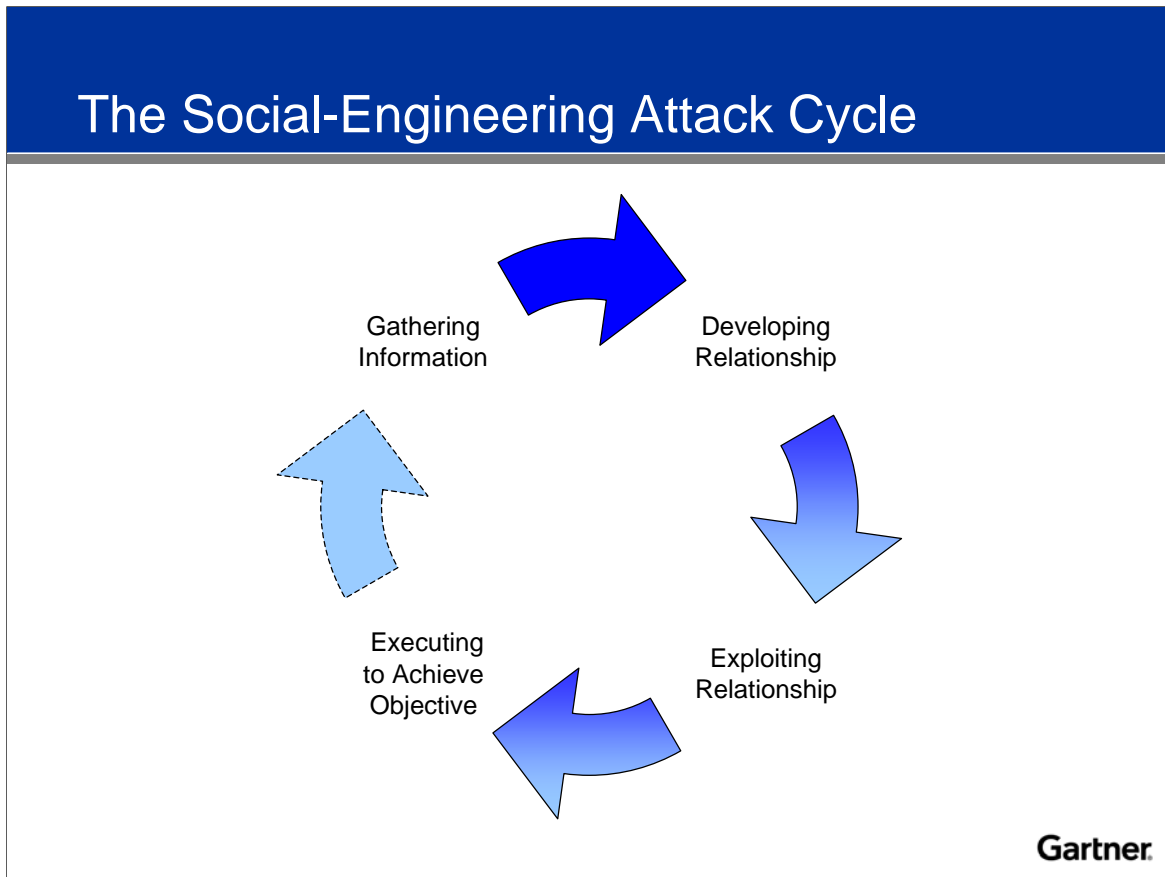 The Social-Engineering Attack Cycle
Gathering
Information
Developing
Relationship
Exploiting
Relationship
Executing
to Achieve
Objective
Gartner.